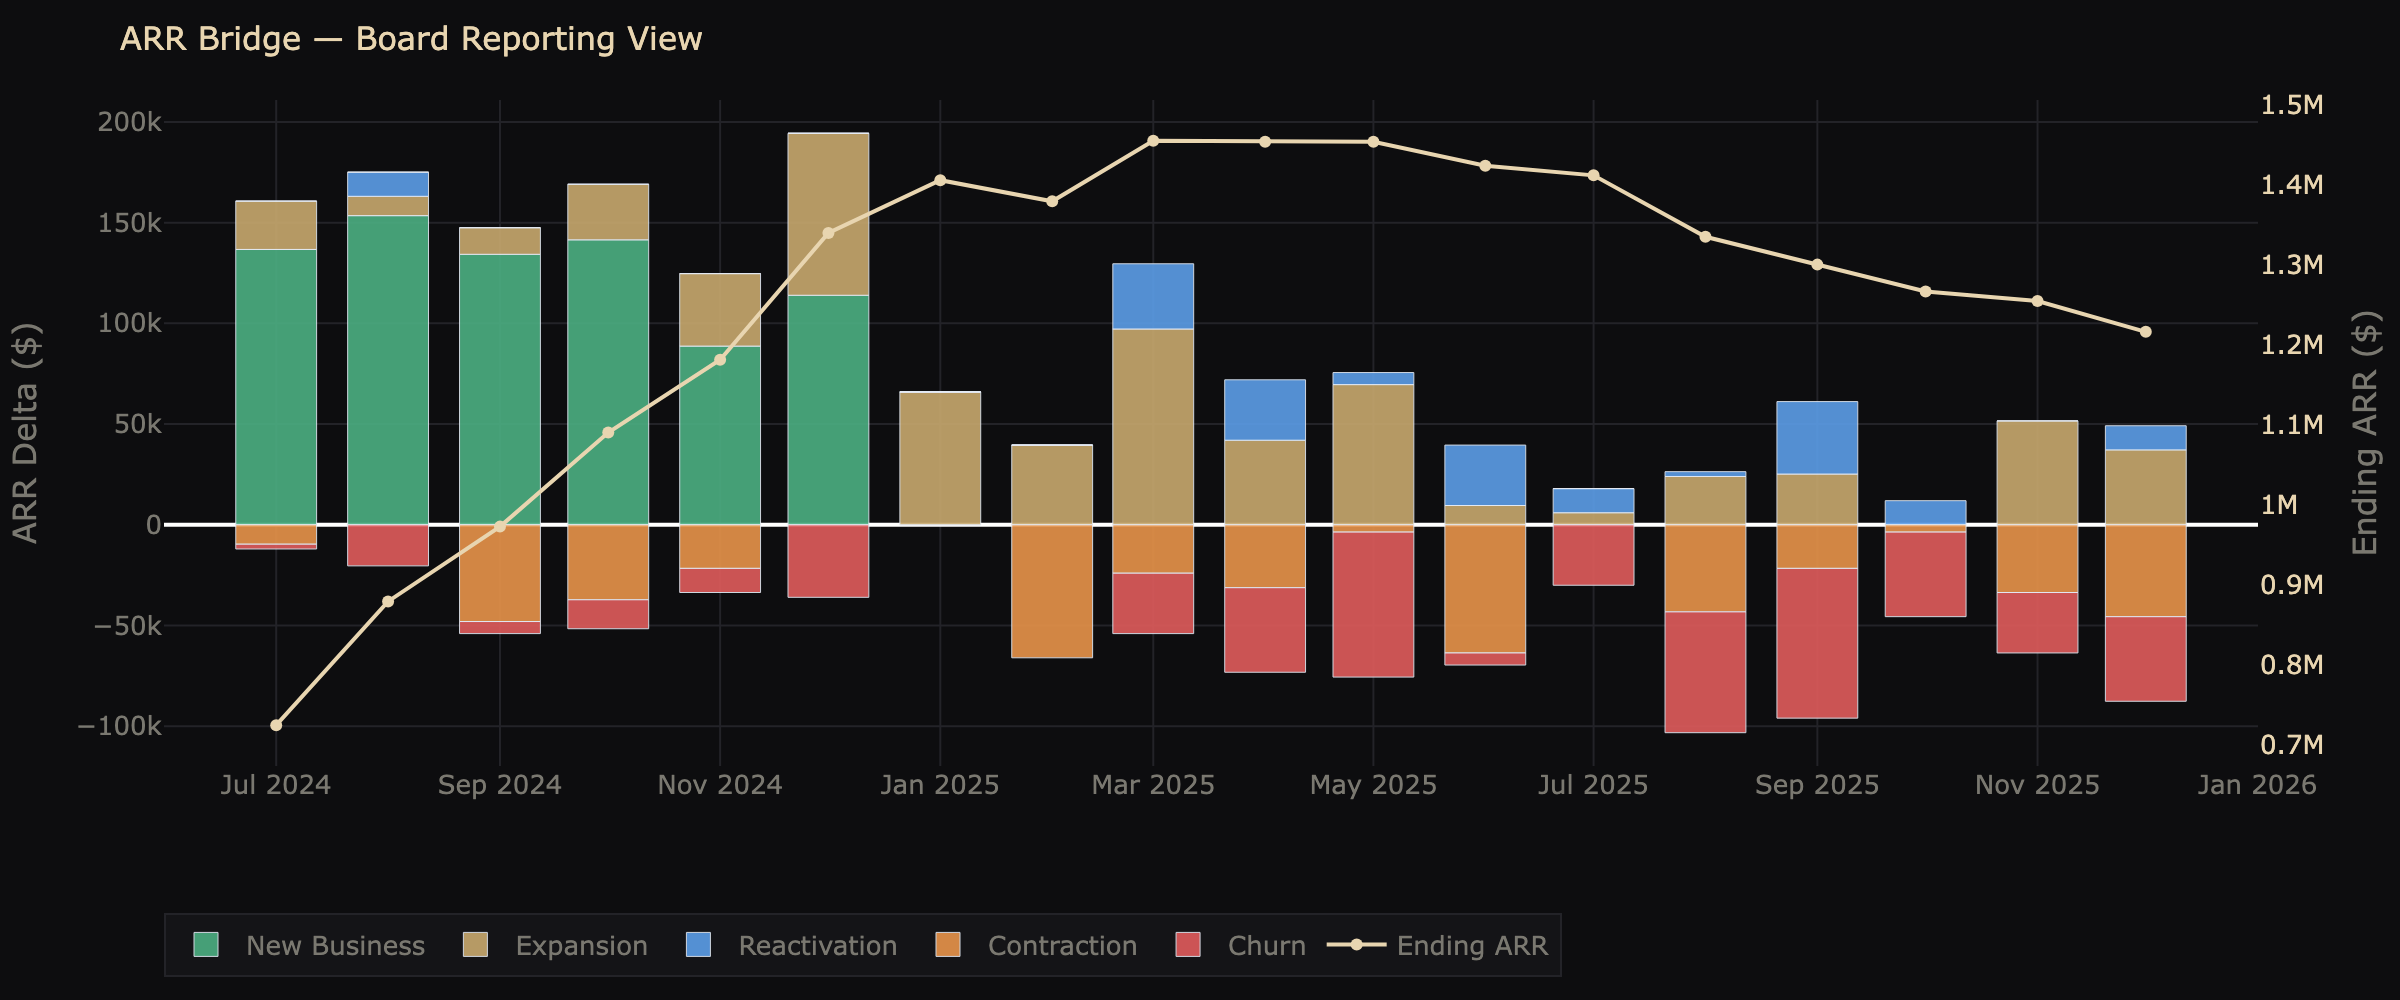 ARR Bridge — Board Reporting View
ARR Delta ($)
200k
150k
100k
50k
0
−50k
−100k
1.5M
1.4M
1.3M
1.2M
1.1M
1M
0.9M
0.8M
0.7M
Ending ARR ($)
Jul 2024 Sep 2024 Nov 2024 Jan 2025 Mar 2025 May 2025 Jul 2025 Sep 2025 Nov 2025 Jan 2026
New Business Expansion Reactivation Contraction Churn Ending ARR